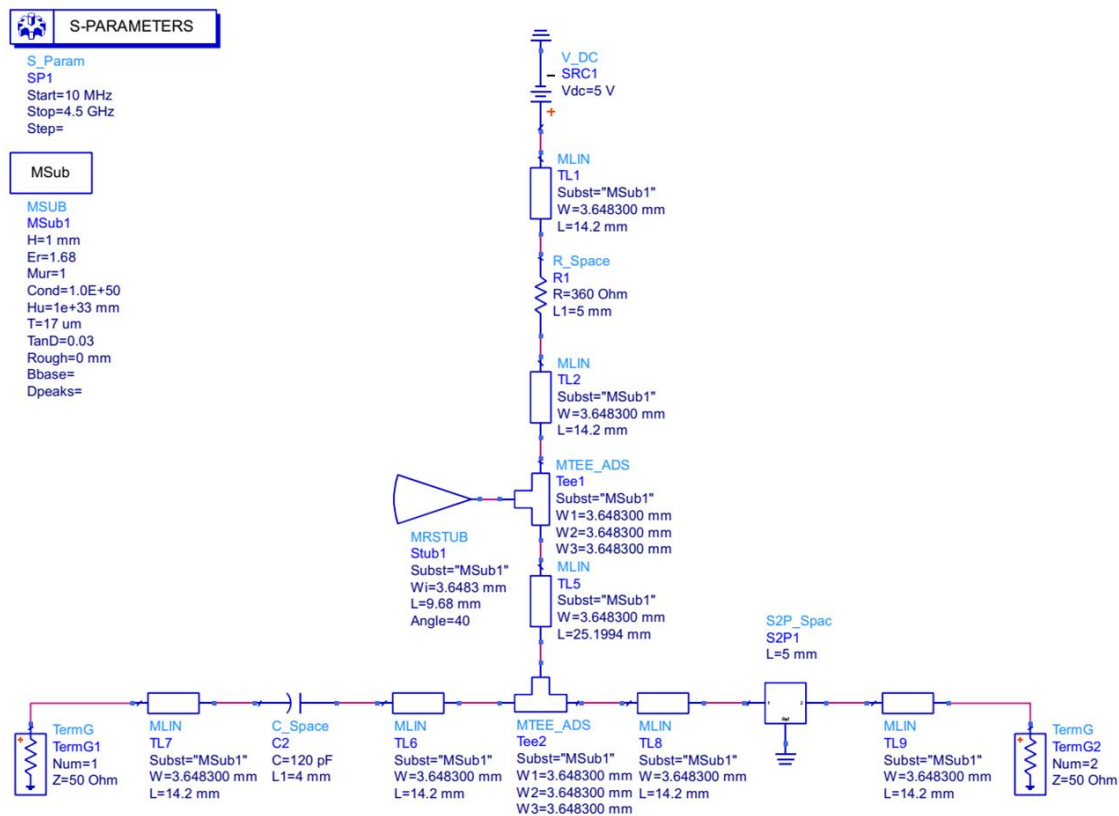 S-PARAMETERS
S_Param
SP1
Start=10 MHz
Stop=4.5 GHz
Step=
MSub
MSUB
MSub1
H=1 mm
Er=1.68
Mur=1
Cond=1.0E+50
Hu=1e+33 mm
T=17 um
TanD=0.03
Rough=0 mm
Bbase=
Dpeaks=
V_DC
SRC1
Vdc=5 V
MLIN
TL1
Subst="MSub1"
W=3.648300 mm
L=14.2 mm
R_Space
R1
R=360 Ohm
L1=5 mm
MLIN
TL2
Subst="MSub1"
W=3.648300 mm
L=14.2 mm
MTEE_ADS
Tee1
Subst="MSub1"
W1=3.648300 mm
W2=3.648300 mm
W3=3.648300 mm
MRSTUB
Stub1
Subst="MSub1"
Wi=3.6483 mm
L=9.68 mm
Angle=40
MLIN
TL5
Subst="MSub1"
W=3.648300 mm
L=25.1994 mm
S2P_Spac
S2P1
L=5 mm
1
2
Ref
TermG
TermG1
Num=1
Z=50 Ohm
MLIN
TL7
Subst="MSub1"
W=3.648300 mm
L=14.2 mm
C_Space
C2
C=120 pF
L1=4 mm
MLIN
TL6
Subst="MSub1"
W=3.648300 mm
L=14.2 mm
MTEE_ADS
Tee2
Subst="MSub1"
W1=3.648300 mm
W2=3.648300 mm
W3=3.648300 mm
MLIN
TL8
Subst="MSub1"
W=3.648300 mm
L=14.2 mm
MLIN
TL9
Subst="MSub1"
W=3.648300 mm
L=14.2 mm
TermG
TermG2
Num=2
Z=50 Ohm